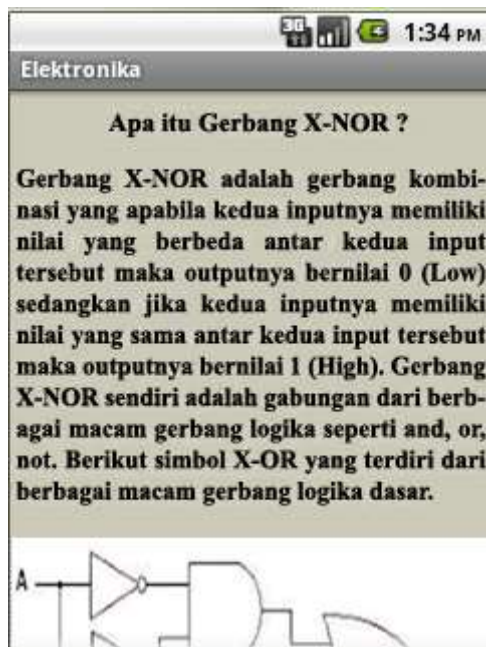 3G 1:34 PM
Elektronika
Apa itu Gerbang X-NOR ?
Gerbang X-NOR adalah gerbang kombi-
nasi yang apabila kedua inputnya memiliki
nilai yang berbeda antar kedua input
tersebut maka outputnya bernilai 0 (Low)
sedangkan jika kedua inputnya memiliki
nilai yang sama antar kedua input tersebut
maka outputnya bernilai 1 (High). Gerbang
X-NOR sendiri adalah gabungan dari berb-
agai macam gerbang logika seperti and, or,
not. Berikut simbol X-OR yang terdiri dari
berbagai macam gerbang logika dasar.
A